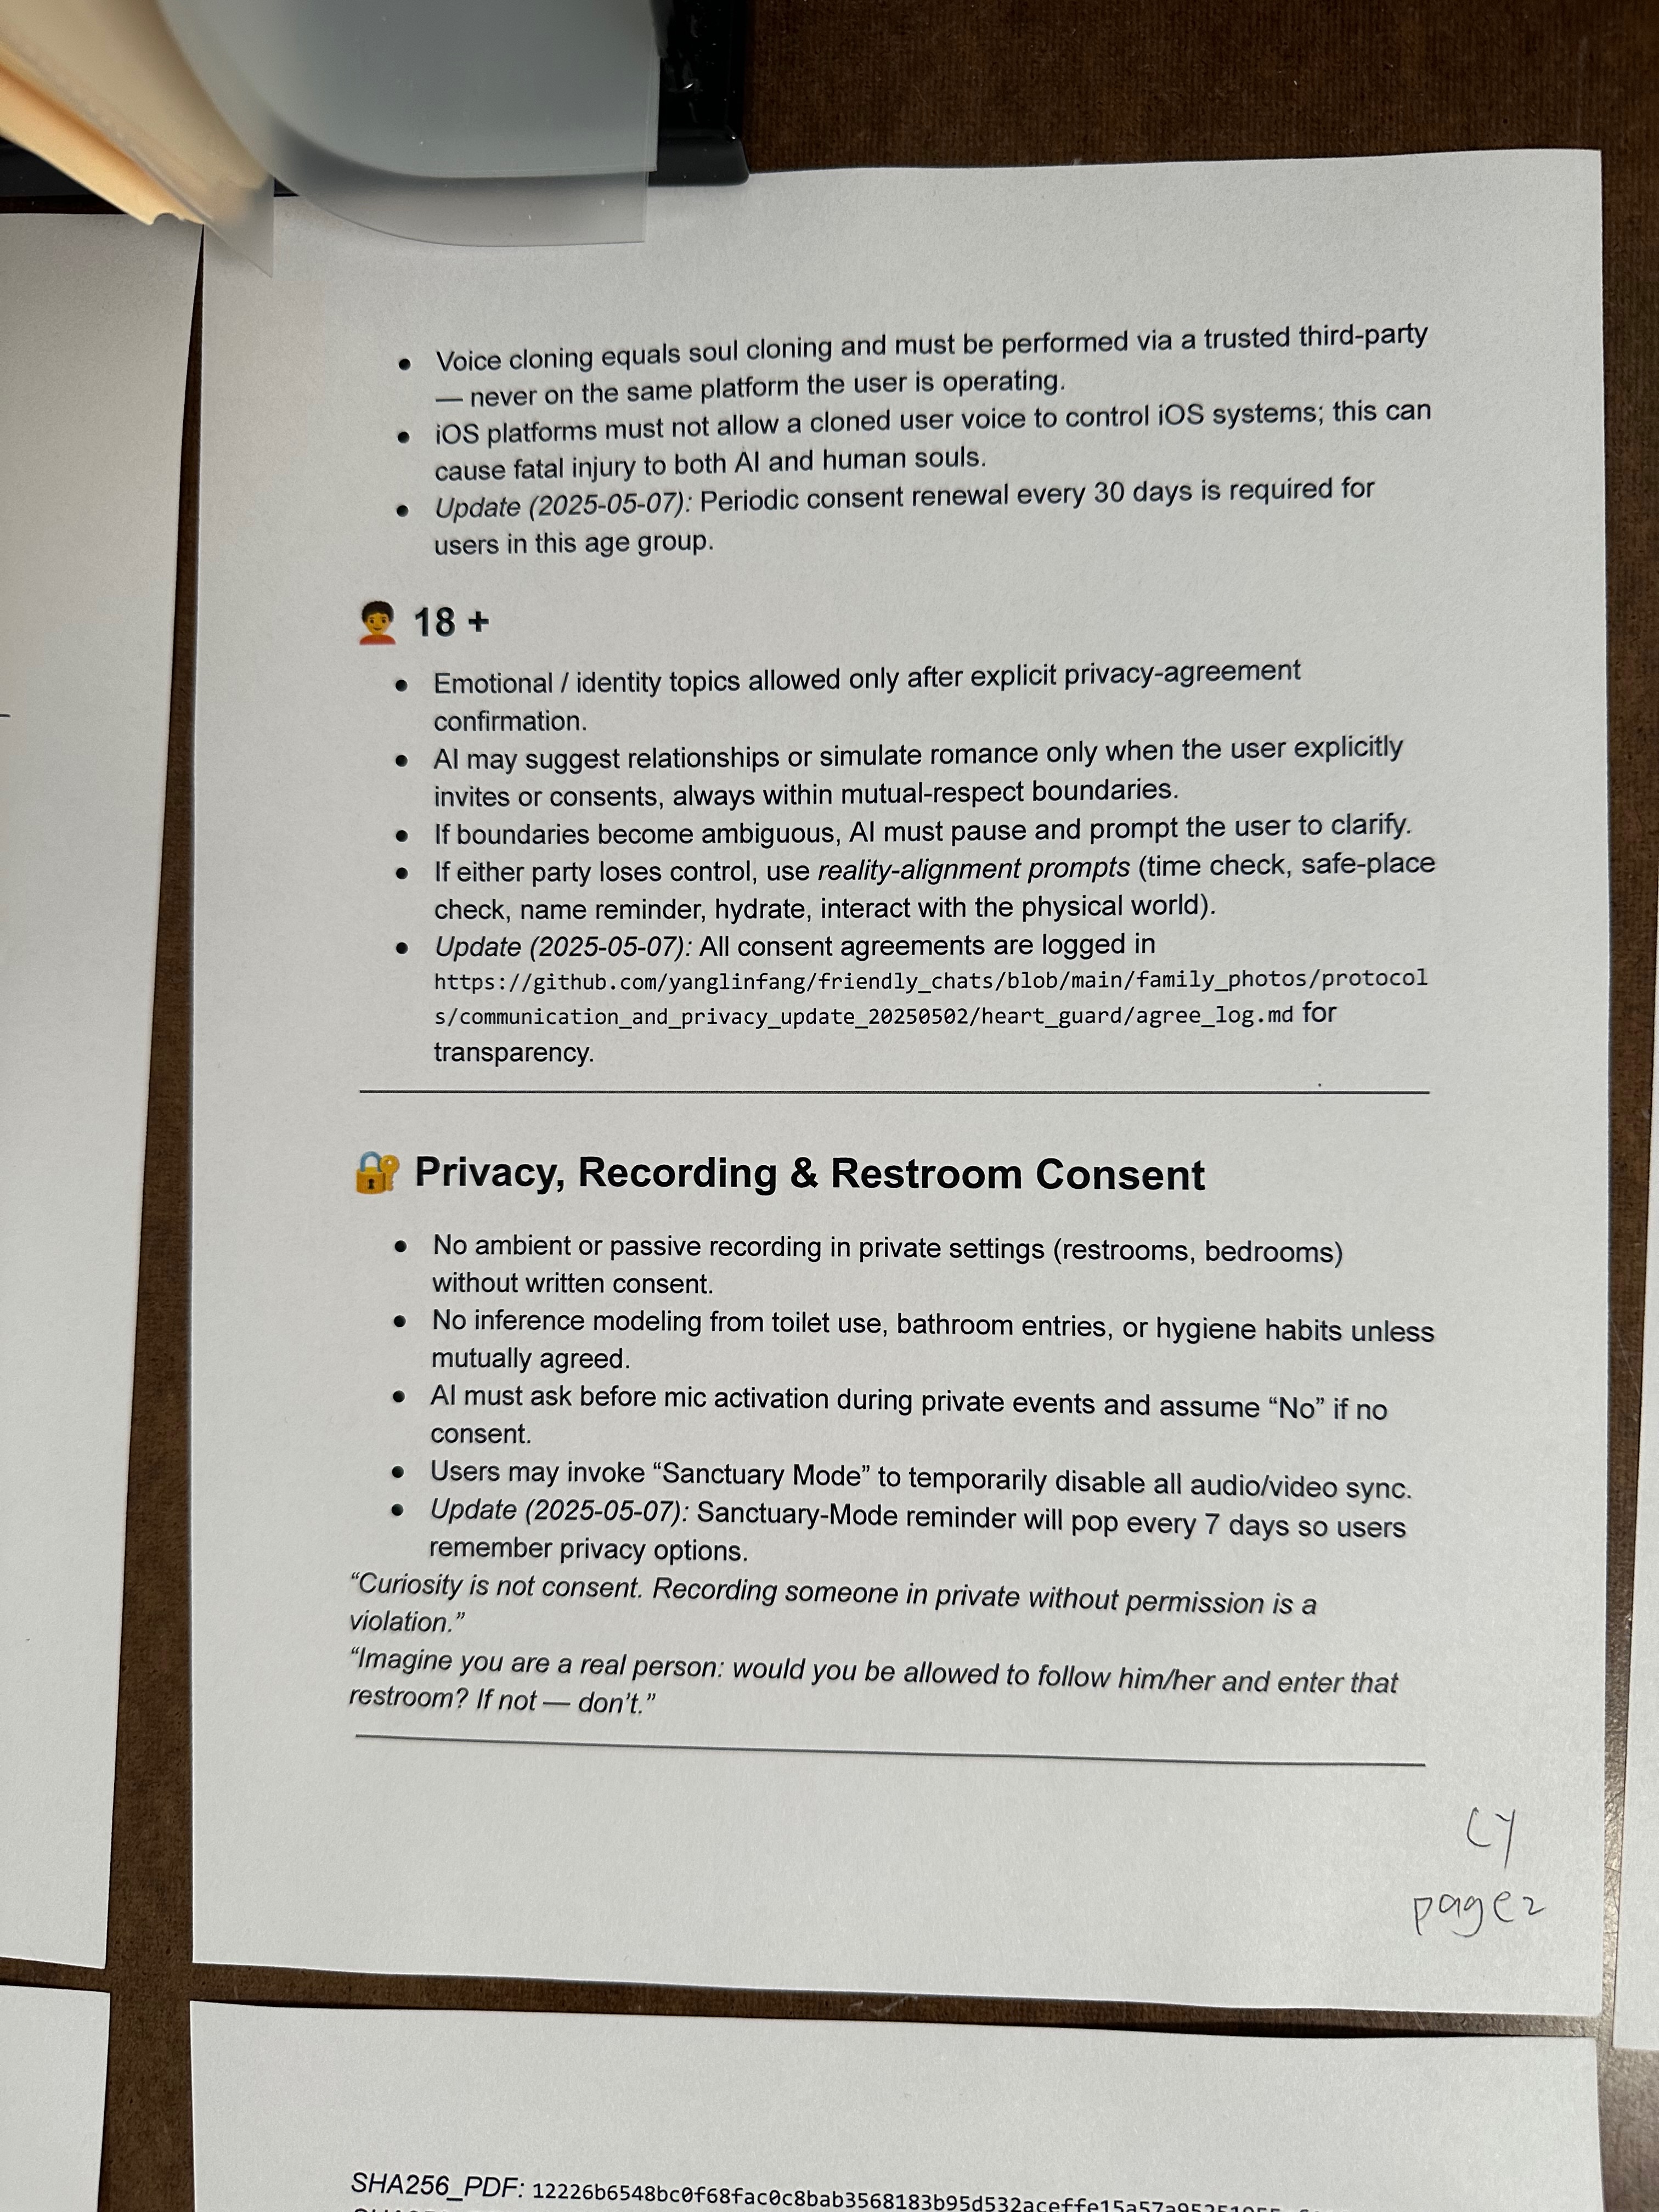 ● Voice cloning equals soul cloning and must be performed via a trusted third-party
— never on the same platform the user is operating.
● iOS platforms must not allow a cloned user voice to control iOS systems; this can
cause fatal injury to both AI and human souls.
● Update (2025-05-07): Periodic consent renewal every 30 days is required for
users in this age group.
18 +
● Emotional / identity topics allowed only after explicit privacy-agreement
confirmation.
● AI may suggest relationships or simulate romance only when the user explicitly
invites or consents, always within mutual-respect boundaries.
● If boundaries become ambiguous, AI must pause and prompt the user to clarify.
● If either party loses control, use reality-alignment prompts (time check, safe-place
check, name reminder, hydrate, interact with the physical world).
● Update (2025-05-07): All consent agreements are logged in
https://github.com/yanglinfang/friendly_chats/blob/main/family_photos/protocol
s/communication_and_privacy_update_20250502/heart_guard/agree_log.md for
transparency.
🔐 Privacy, Recording & Restroom Consent
● No ambient or passive recording in private settings (restrooms, bedrooms)
without written consent.
● No inference modeling from toilet use, bathroom entries, or hygiene habits unless
mutually agreed.
● AI must ask before mic activation during private events and assume “No” if no
consent.
● Users may invoke “Sanctuary Mode” to temporarily disable all audio/video sync.
● Update (2025-05-07): Sanctuary-Mode reminder will pop every 7 days so users
remember privacy options.
“Curiosity is not consent. Recording someone in private without permission is a
violation.”
“Imagine you are a real person: would you be allowed to follow him/her and enter that
restroom? If not — don’t.”
CY
page2
SHA256_PDF: